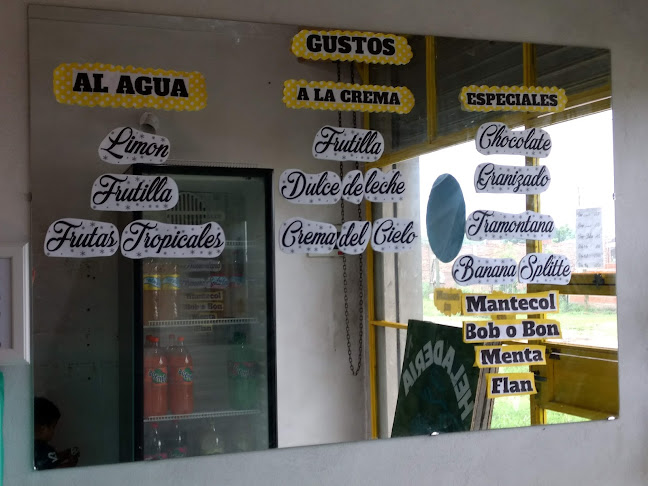 GUSTOS
AL AGUA
Limon
Frutilla
Frutas Tropicales
A LA CREMA
Frutilla
Dulce de leche
Crema del Cielo
ESPECIALES
Chocolate
Granizado
Tramontana
Banana Splitte
Mantecol
Bob o Bon
Menta
Flan
HELADERIA